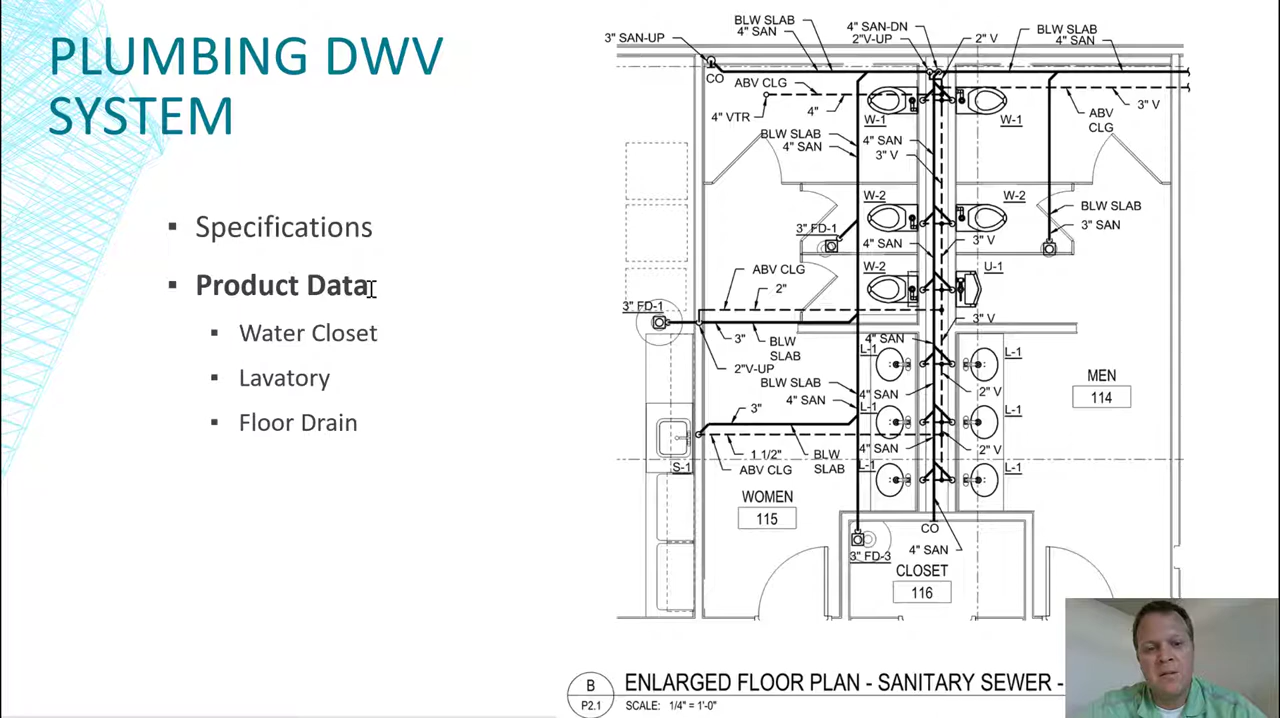 PLUMBING DWV
SYSTEM
▪ Specifications
▪ Product Data
▪ Water Closet
▪ Lavatory
▪ Floor Drain
3" SAN-UP
BLW SLAB
4" SAN
4" SAN-DN
2"V-UP
2" V
BLW SLAB
4" SAN
CO
ABV CLG
4"
4" VTR
W-1
W-1
3" V
ABV
CLG
BLW SLAB
4" SAN
4" SAN
3" V
W-2
W-2
BLW SLAB
3" SAN
3" FD-1
4" SAN
3" V
ABV CLG
2"
W-2
U-1
3" FD-1
3" V
3"
BLW
SLAB
4" SAN
2"V-UP
L-1
L-1
BLW SLAB
4" SAN
4" SAN
2" V
MEN
114
3"
L-1
L-1
1 1/2"
ABV CLG
BLW
SLAB
4" SAN
2" V
S-1
L-1
L-1
WOMEN
115
CO
4" SAN
3" FD-3
CLOSET
116
B
P2.1
ENLARGED FLOOR PLAN - SANITARY SEWER -
SCALE: 1/4" = 1'-0"